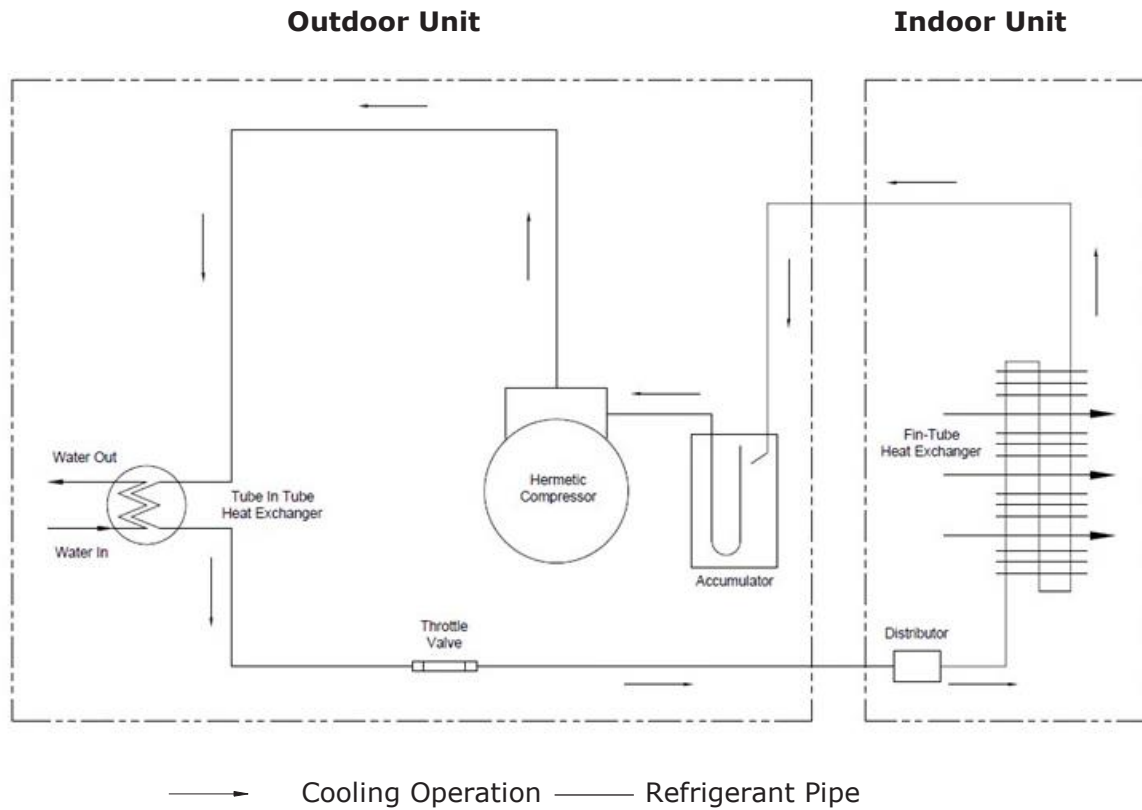 Outdoor Unit
Indoor Unit
Water Out
Tube In Tube
Heat Exchanger
Water In
Hermetic
Compressor
Accumulator
Fin-Tube
Heat Exchanger
Throttle
Valve
Distributor
Cooling Operation
Refrigerant Pipe